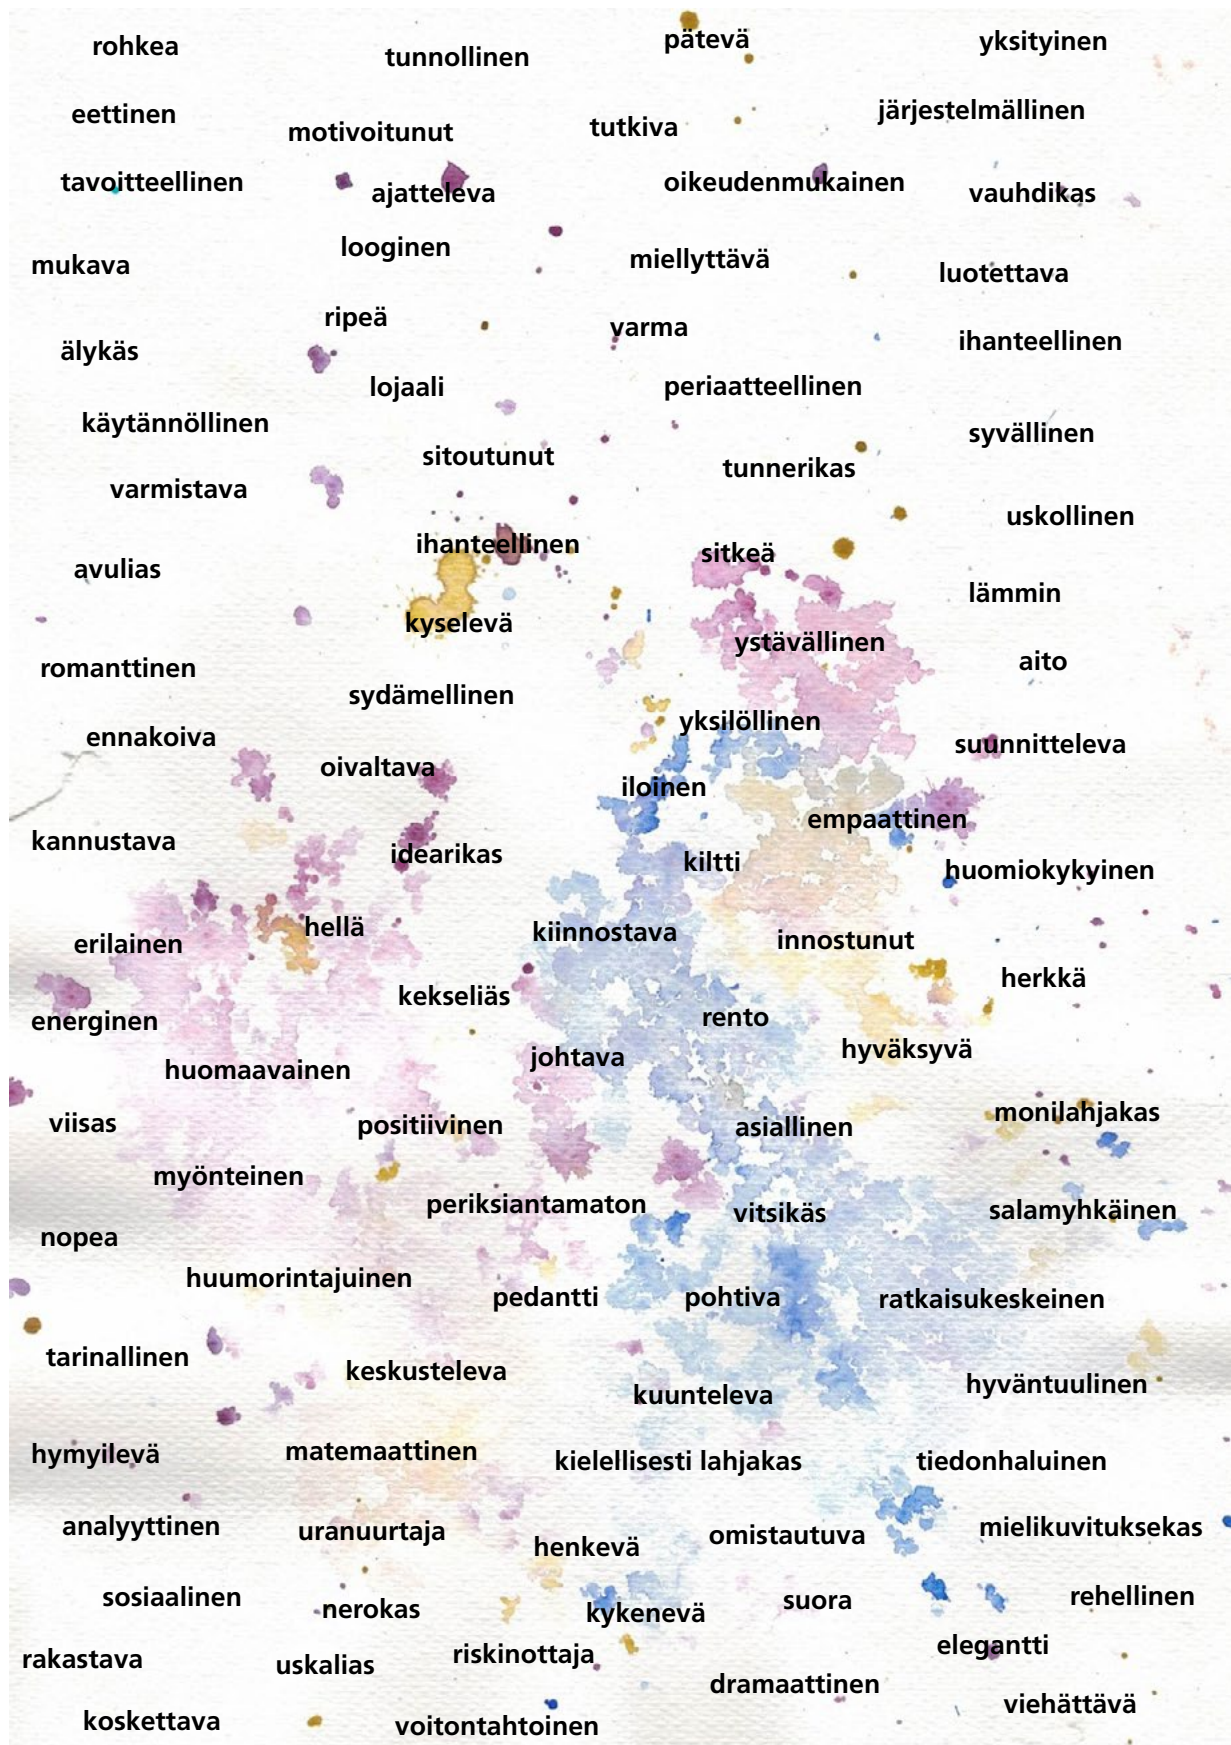 rohkea tunnollinen pätevä yksityinen
eettinen motivoitunut tutkiva järjestelmällinen
tavoitteellinen ajatteleva oikeudenmukainen vauhdikas
mukava looginen miellyttävä luotettava
älykäs ripeä varma ihanteellinen
käytännöllinen lojaali periaatteellinen syvällinen
varmistava sitoutunut tunnerikas uskollinen
avulias ihanteellinen sitkeä lämmin
romanttinen kyselevä ystävällinen aito
ennakoiva sydämellinen yksilöllinen suunnitteleva
oivaltava iloinen empaattinen
kannustava idearikas kiltti huomiokykyinen
erilainen hellä kiinnostava innostunut herkkä
energinen kekseliäs rento hyväksyvä
huomaavainen johtava
viisas positiivinen asiallinen monilahjakas
myönteinen periksiantamaton vitsikäs salamyhkäinen
nopea huumorintajuinen pedantti pohtiva ratkaisukeskeinen
tarinallinen keskusteleva kuunteleva hyväntuulinen
hymyilevä matemaattinen kielellisesti lahjakas tiedonhaluinen
analyyttinen uranuurtaja henkevä omistautuva mielikuvituksekas
sosiaalinen nerokas kykenevä suora rehellinen
rakastava uskalias riskinottaja elegantti
dramaattinen viehättävä
koskettava voitontahtoinen